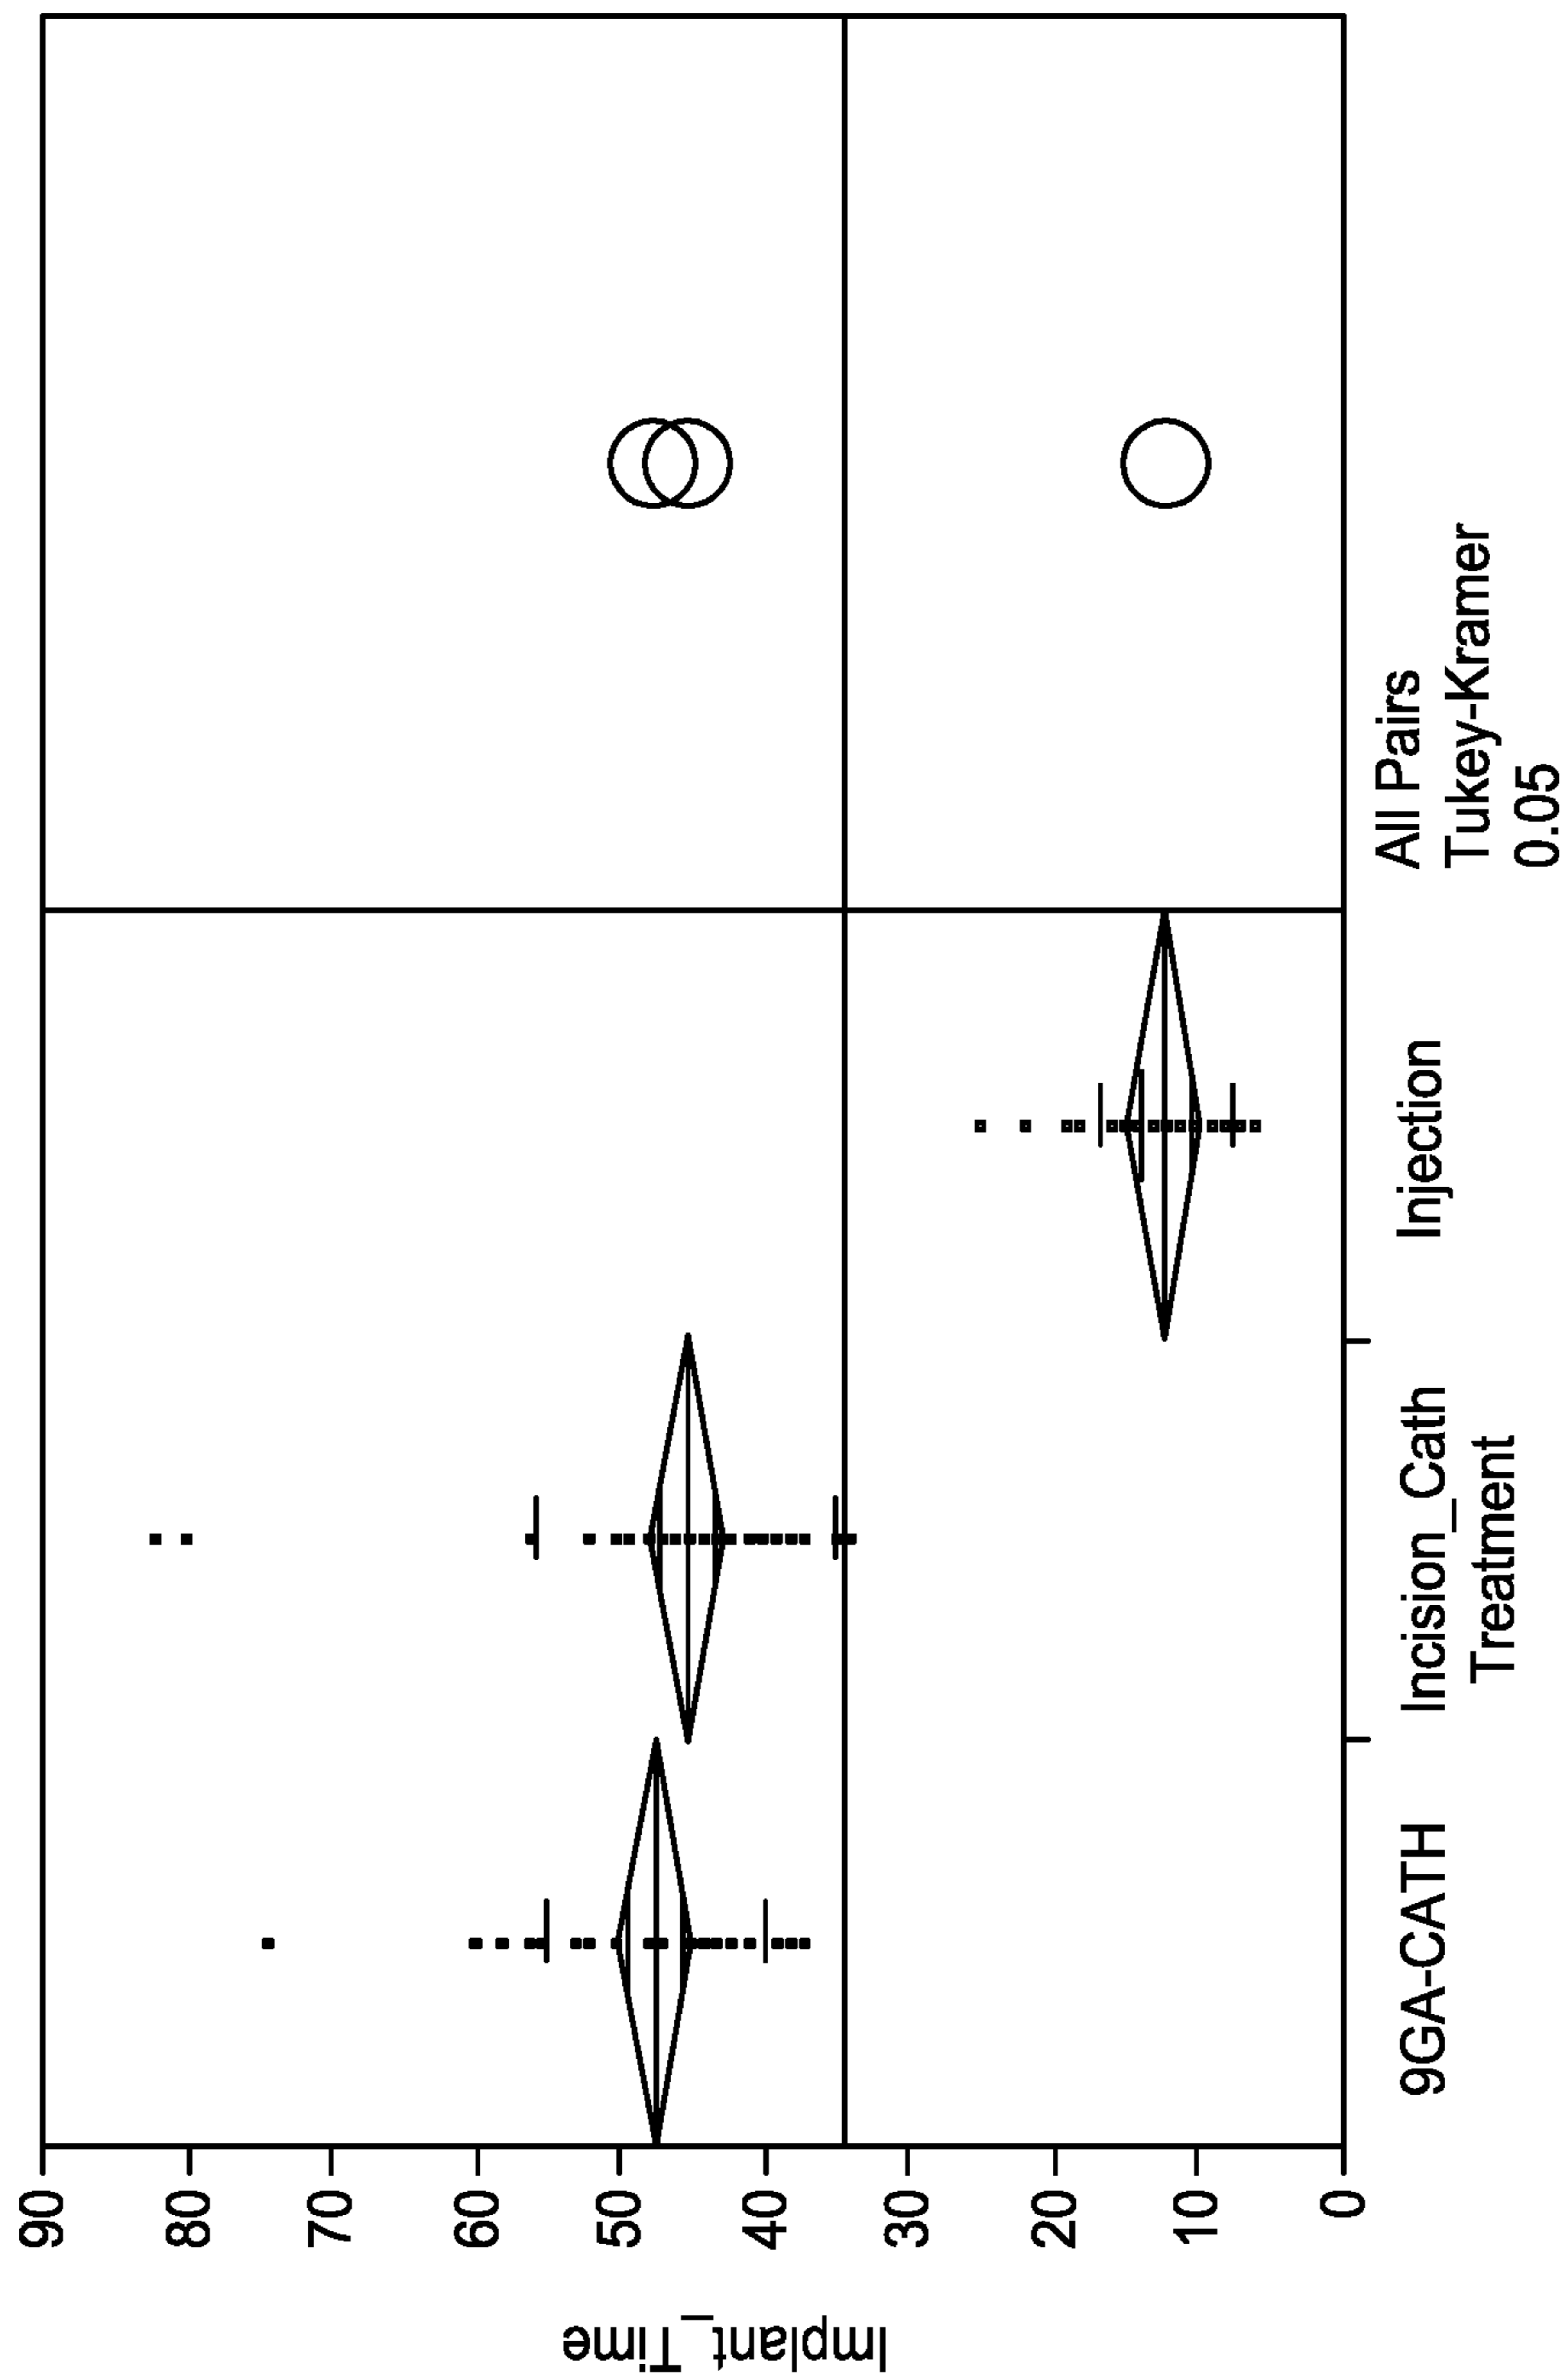 Implant_Time
90
80
70
60
50
40
30
20
10
0
9GA-CATH
Incision_Cath
Injection
Treatment
All Pairs
Tukey-Kramer
0.05